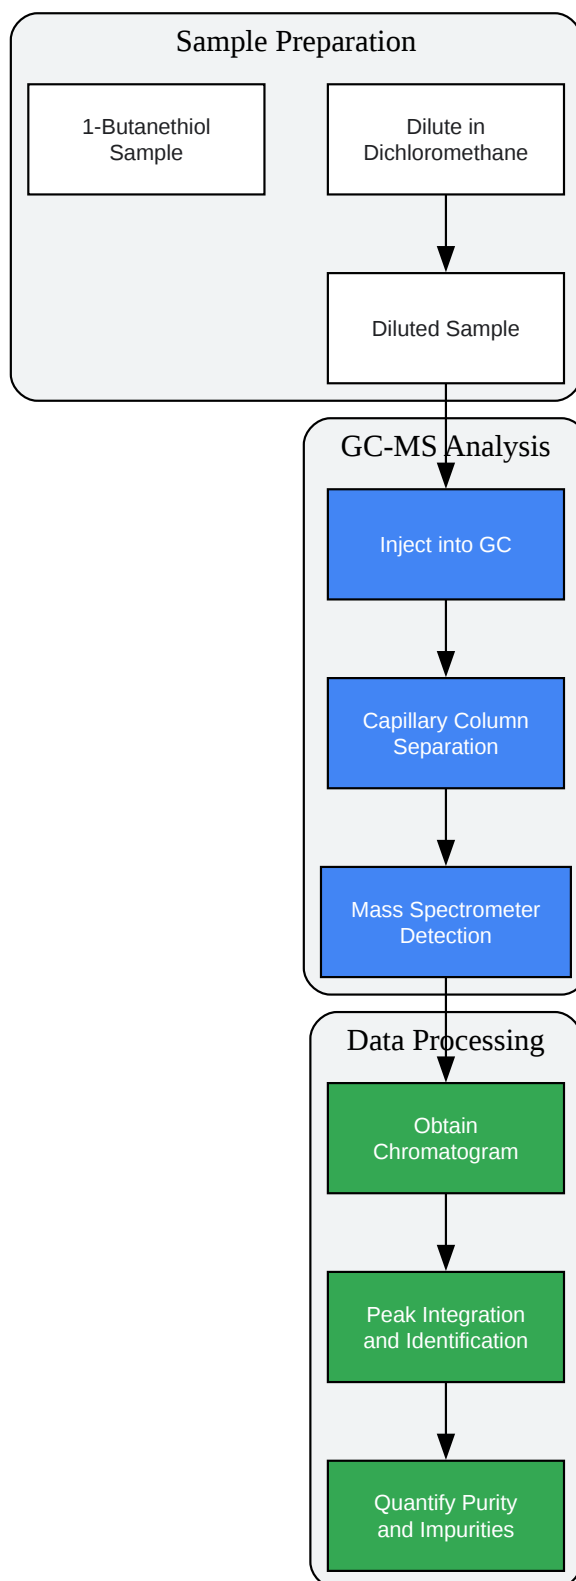 Sample Preparation
1-Butanethiol
Sample
Dilute in
Dichloromethane
Diluted Sample
GC-MS Analysis
Inject into GC
Capillary Column
Separation
Mass Spectrometer
Detection
Data Processing
Obtain
Chromatogram
Peak Integration
and Identification
Quantify Purity
and Impurities